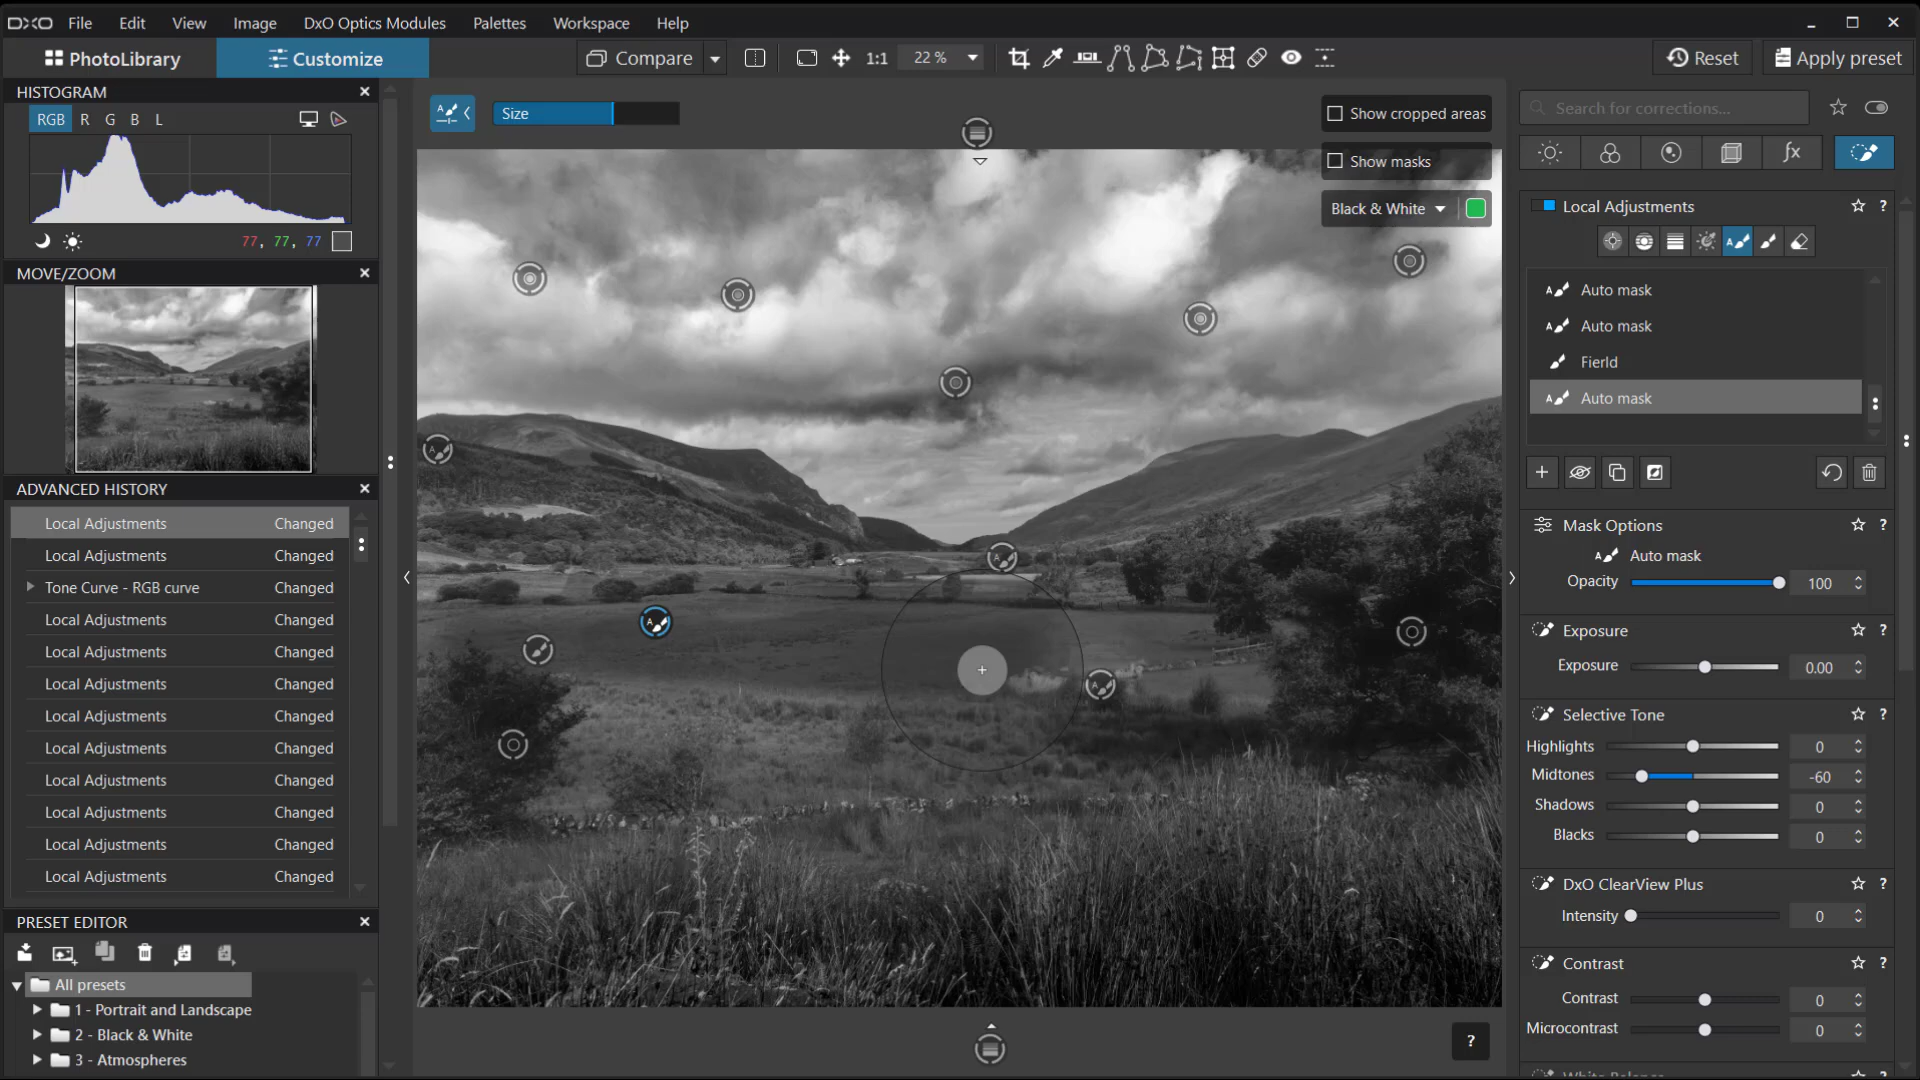 DXO File Edit View Image DxO Optics Modules Palettes Workspace Help
PhotoLibrary Customize Compare 1:1 22 % Reset Apply preset
HISTOGRAM
RGB R G B L
77, 77, 77
MOVE/ZOOM
ADVANCED HISTORY
Local Adjustments Changed
Local Adjustments Changed
Tone Curve - RGB curve Changed
Local Adjustments Changed
Local Adjustments Changed
Local Adjustments Changed
Local Adjustments Changed
Local Adjustments Changed
Local Adjustments Changed
Local Adjustments Changed
Local Adjustments Changed
Local Adjustments Changed
PRESET EDITOR
All presets
1 - Portrait and Landscape
2 - Black & White
3 - Atmospheres
Size
Show cropped areas
Show masks
Black & White
?
Search for corrections...
fx
Local Adjustments ?
Auto mask
Auto mask
Fierld
Auto mask
Mask Options ?
Auto mask
Opacity 100
Exposure ?
Exposure 0.00
Selective Tone ?
Highlights 0
Midtones -60
Shadows 0
Blacks 0
DxO ClearView Plus ?
Intensity 0
Contrast ?
Contrast 0
Microcontrast 0
White Balance